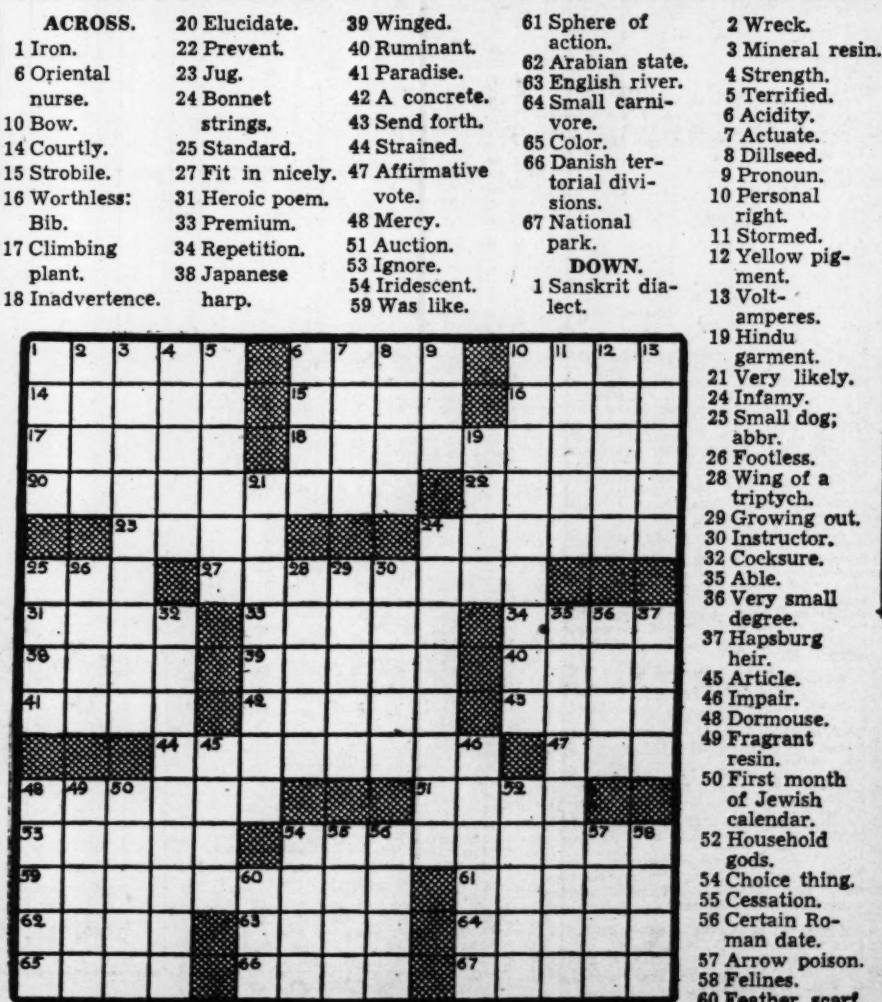 ACROSS.
1 Iron.
6 Oriental
nurse.
10 Bow.
14 Courtly.
15 Strobile.
16 Worthless:
Bib.
17 Climbing
plant.
18 Inadvertence.
20 Elucidate.
22 Prevent.
23 Jug.
24 Bonnet
strings.
25 Standard.
27 Fit in nicely.
31 Heroic poem.
33 Premium.
34 Repetition.
38 Japanese
harp.
39 Winged.
40 Ruminant.
41 Paradise.
42 A concrete.
43 Send forth.
44 Strained.
47 Affirmative
vote.
48 Mercy.
51 Auction.
53 Ignore.
54 Iridescent.
59 Was like.
61 Sphere of
action.
62 Arabian state.
63 English river.
64 Small carni-
vore.
65 Color.
66 Danish ter-
torial divi-
sions.
67 National
park.
DOWN.
1 Sanskrit dia-
lect.
2 Wreck.
3 Mineral resin.
4 Strength.
5 Terrified.
6 Acidity.
7 Actuate.
8 Dillseed.
9 Pronoun.
10 Personal
right.
11 Stormed.
12 Yellow pig-
ment.
13 Volt-
amperes.
19 Hindu
garment.
21 Very likely.
24 Infamy.
25 Small dog;
abbr.
26 Footless.
28 Wing of a
triptych.
29 Growing out.
30 Instructor.
32 Cocksure.
35 Able.
36 Very small
degree.
37 Hapsburg
heir.
45 Article.
46 Impair.
48 Dormouse.
49 Fragrant
resin.
50 First month
of Jewish
calendar.
52 Household
gods.
54 Choice thing.
55 Cessation.
56 Certain Ro-
man date.
57 Arrow poison.
58 Felines.
60 Feather scarf
1 2 3 4 5 6 7 8 9 10 11 12 13
14 15 16
17 18 19
20 21 22
23 24
25 26 27 28 29 30
31 32 33 34 35 36 37
38 39 40
41 42 43
44 45 46 47
48 49 50 51 52
53 54 55 56 57 58
59 60 61
62 63 64
65 66 67